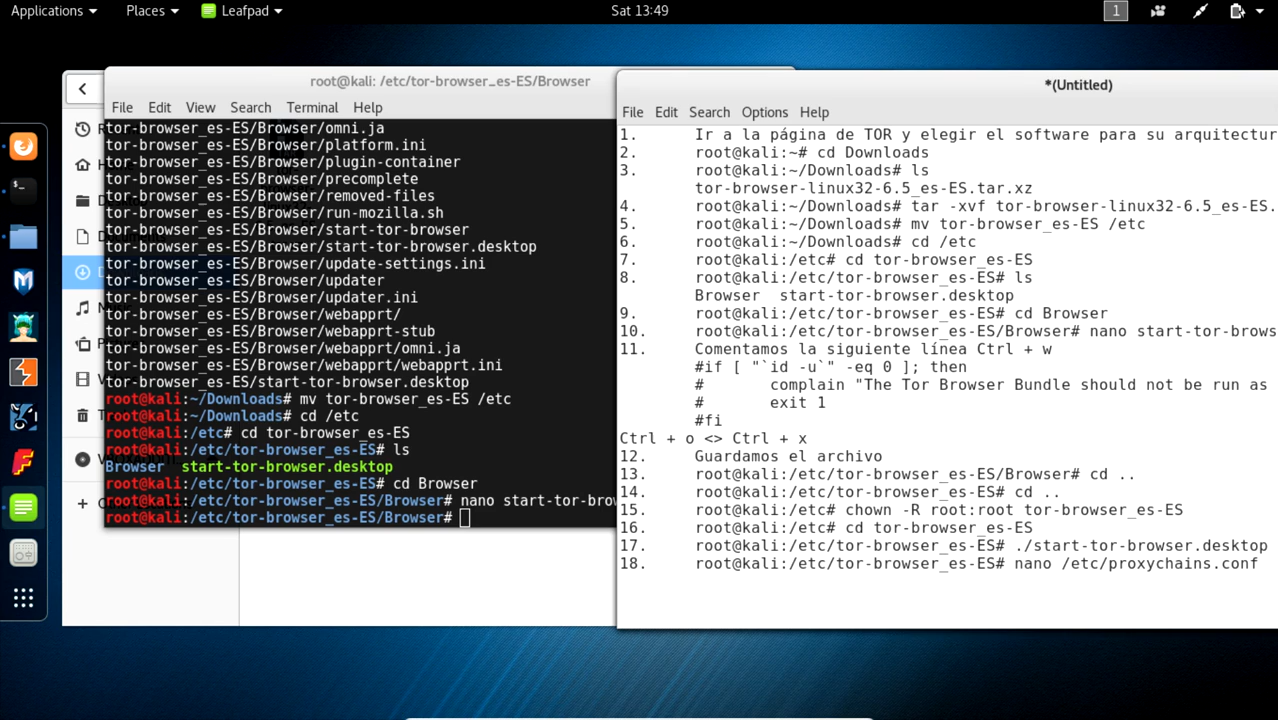 Applications Places Leafpad Sat 13:49 1
root@kali: /etc/tor-browser_es-ES/Browser
File Edit View Search Terminal Help
tor-browser_es-ES/Browser/omni.ja
tor-browser_es-ES/Browser/platform.ini
tor-browser_es-ES/Browser/plugin-container
tor-browser_es-ES/Browser/precomplete
tor-browser_es-ES/Browser/removed-files
tor-browser_es-ES/Browser/run-mozilla.sh
tor-browser_es-ES/Browser/start-tor-browser
tor-browser_es-ES/Browser/start-tor-browser.desktop
tor-browser_es-ES/Browser/update-settings.ini
tor-browser_es-ES/Browser/updater
tor-browser_es-ES/Browser/updater.ini
tor-browser_es-ES/Browser/webapprt/
tor-browser_es-ES/Browser/webapprt-stub
tor-browser_es-ES/Browser/webapprt/omni.ja
tor-browser_es-ES/Browser/webapprt/webapprt.ini
tor-browser_es-ES/start-tor-browser.desktop
root@kali:~/Downloads# mv tor-browser_es-ES /etc
root@kali:~/Downloads# cd /etc
root@kali:/etc# cd tor-browser_es-ES
root@kali:/etc/tor-browser_es-ES# ls
Browser start-tor-browser.desktop
root@kali:/etc/tor-browser_es-ES# cd Browser
root@kali:/etc/tor-browser_es-ES/Browser# nano start-tor-brow
root@kali:/etc/tor-browser_es-ES/Browser#
*(Untitled)
File Edit Search Options Help
1. Ir a la página de TOR y elegir el software para su arquitectur
2. root@kali:~# cd Downloads
3. root@kali:~/Downloads# ls
tor-browser-linux32-6.5_es-ES.tar.xz
4. root@kali:~/Downloads# tar -xvf tor-browser-linux32-6.5_es-ES.
5. root@kali:~/Downloads# mv tor-browser_es-ES /etc
6. root@kali:~/Downloads# cd /etc
7. root@kali:/etc# cd tor-browser_es-ES
8. root@kali:/etc/tor-browser_es-ES# ls
Browser start-tor-browser.desktop
9. root@kali:/etc/tor-browser_es-ES# cd Browser
10. root@kali:/etc/tor-browser_es-ES/Browser# nano start-tor-brows
11. Comentamos la siguiente línea Ctrl + w
#if [ "`id -u`" -eq 0 ]; then
# complain "The Tor Browser Bundle should not be run as
# exit 1
#fi
Ctrl + o <> Ctrl + x
12. Guardamos el archivo
13. root@kali:/etc/tor-browser_es-ES/Browser# cd ..
14. root@kali:/etc/tor-browser_es-ES# cd ..
15. root@kali:/etc# chown -R root:root tor-browser_es-ES
16. root@kali:/etc# cd tor-browser_es-ES
17. root@kali:/etc/tor-browser_es-ES# ./start-tor-browser.desktop
18. root@kali:/etc/tor-browser_es-ES# nano /etc/proxychains.conf